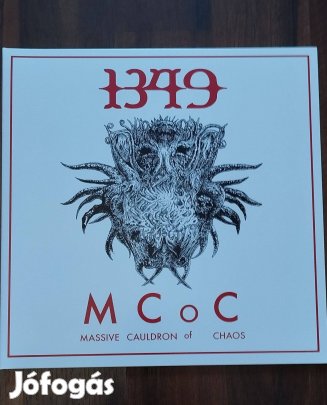 1349
MCoC
MASSIVE CAULDRON of CHAOS
Jófogás